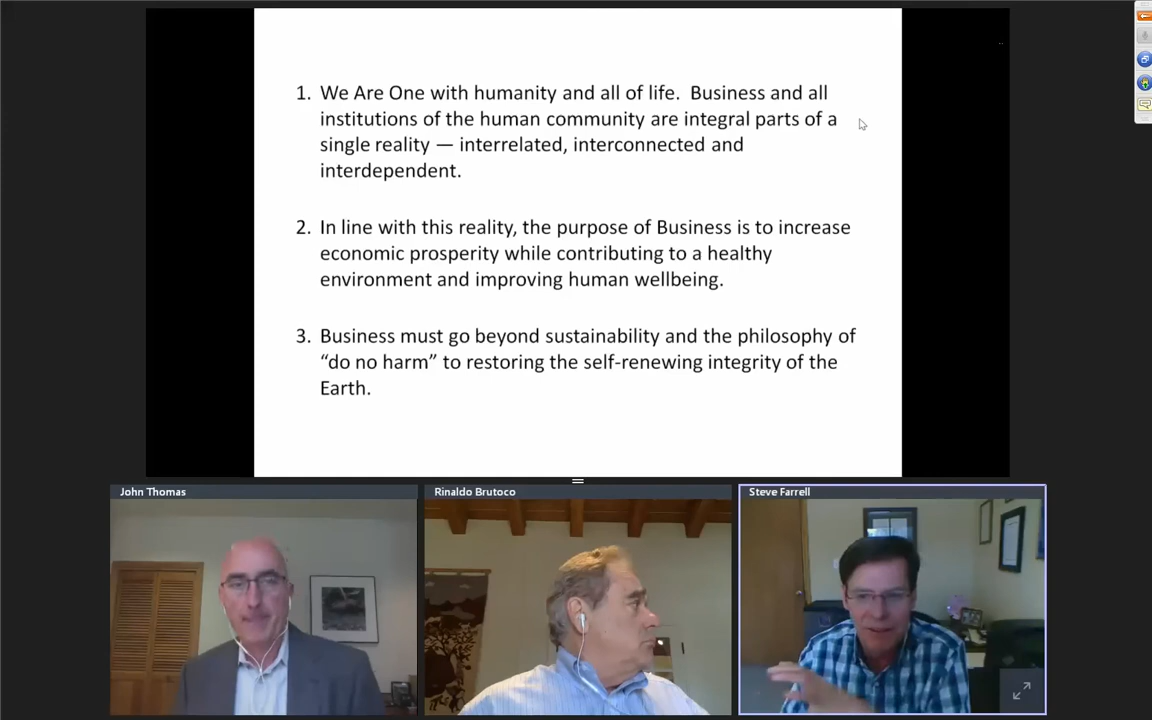 1. We Are One with humanity and all of life. Business and all
institutions of the human community are integral parts of a
single reality — interrelated, interconnected and
interdependent.
2. In line with this reality, the purpose of Business is to increase
economic prosperity while contributing to a healthy
environment and improving human wellbeing.
3. Business must go beyond sustainability and the philosophy of
“do no harm” to restoring the self-renewing integrity of the
Earth.
John Thomas
Rinaldo Brutoco
Steve Farrell